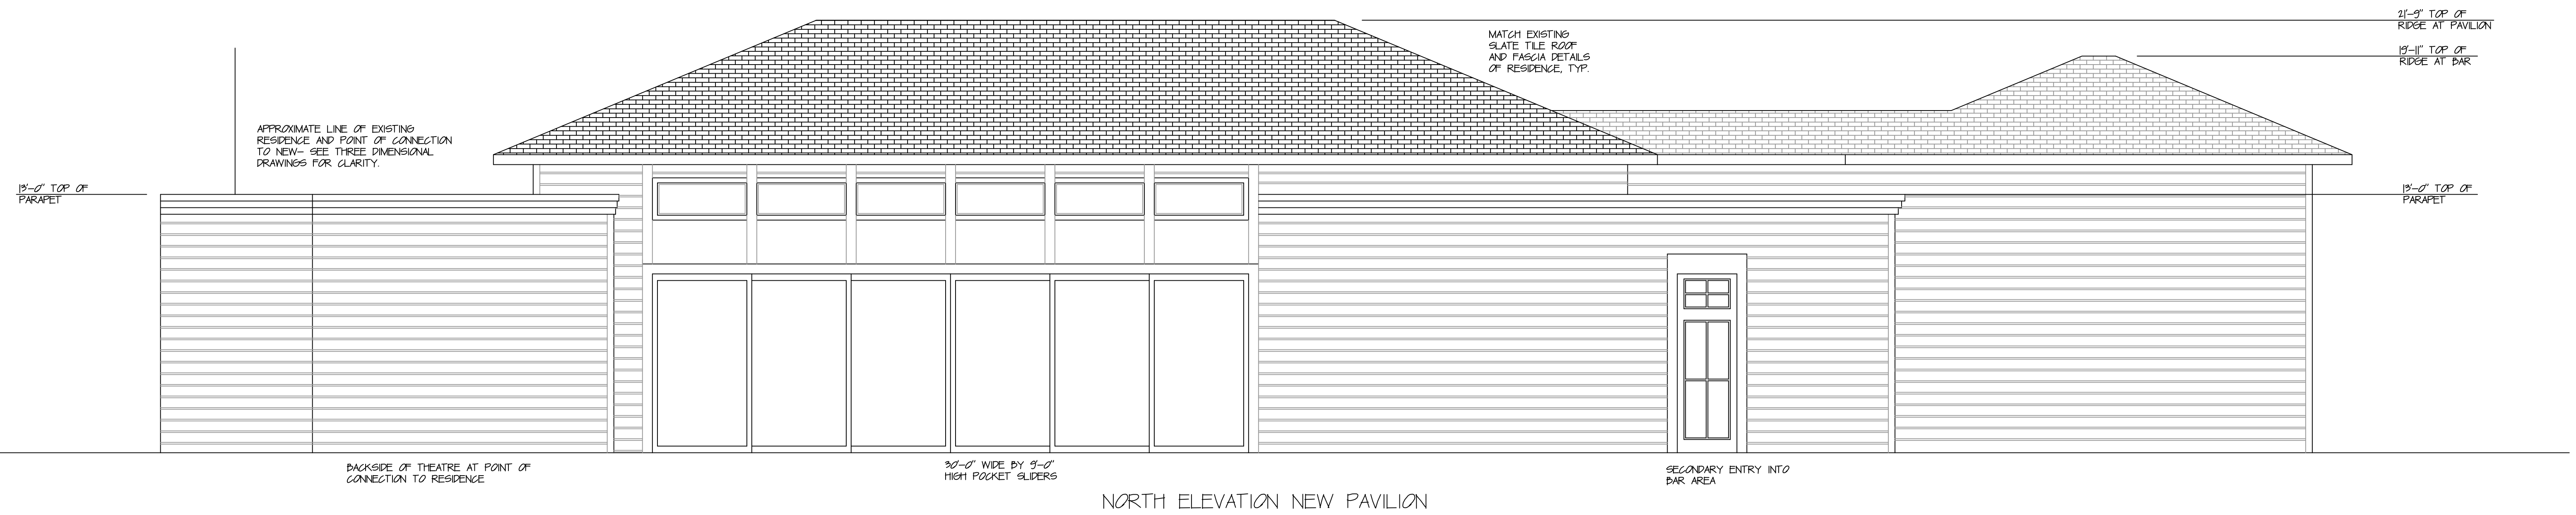 21'-9" TOP OF
RIDGE AT PAVILION
MATCH EXISTING
SLATE TILE ROOF
AND FASCIA DETAILS
OF RESIDENCE, TYP.
19'-11" TOP OF
RIDGE AT BAR
APPROXIMATE LINE OF EXISTING
RESIDENCE AND POINT OF CONNECTION
TO NEW- SEE THREE DIMENSIONAL
DRAWINGS FOR CLARITY.
13'-0" TOP OF
PARAPET
13'-0" TOP OF
PARAPET
BACKSIDE OF THEATRE AT POINT OF
CONNECTION TO RESIDENCE
30'-0" WIDE BY 9'-0"
HIGH POCKET SLIDERS
SECONDARY ENTRY INTO
BAR AREA
NORTH ELEVATION NEW PAVILION